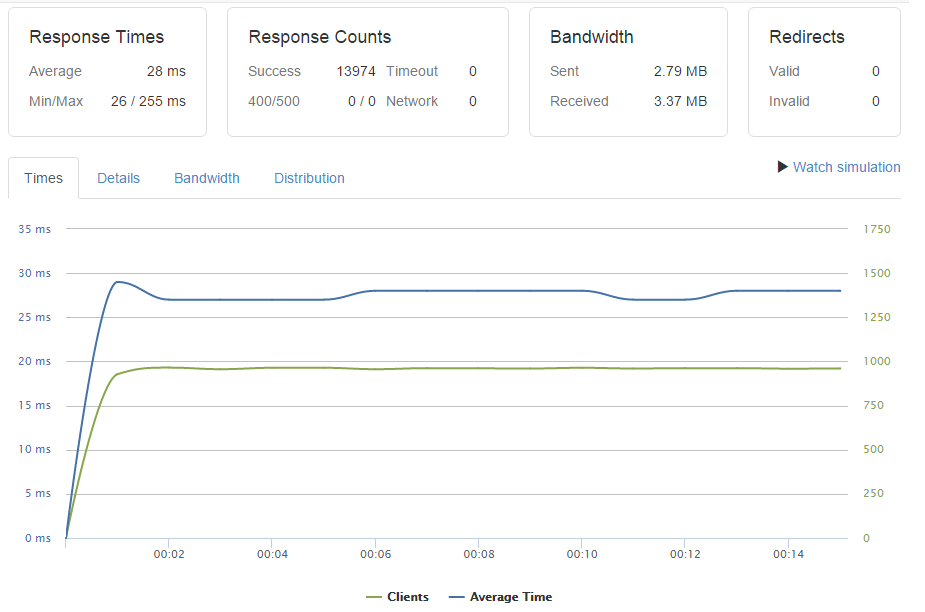 Response Times
Average 28 ms
Min/Max 26 / 255 ms
Response Counts
Success 13974 Timeout 0
400/500 0 / 0 Network 0
Bandwidth
Sent 2.79 MB
Received 3.37 MB
Redirects
Valid 0
Invalid 0
Times Details Bandwidth Distribution Watch simulation
35 ms 1750
30 ms 1500
25 ms 1250
20 ms 1000
15 ms 750
10 ms 500
5 ms 250
0 ms 0
00:02 00:04 00:06 00:08 00:10 00:12 00:14
Clients Average Time